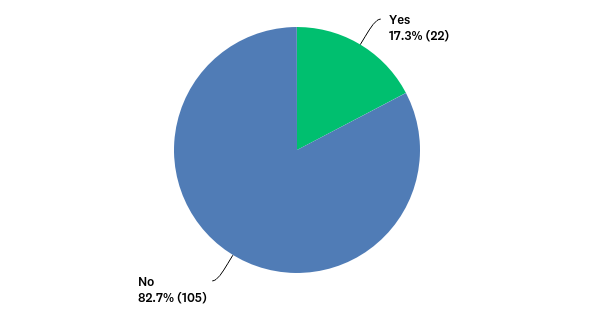 Yes
17.3% (22)
No
82.7% (105)